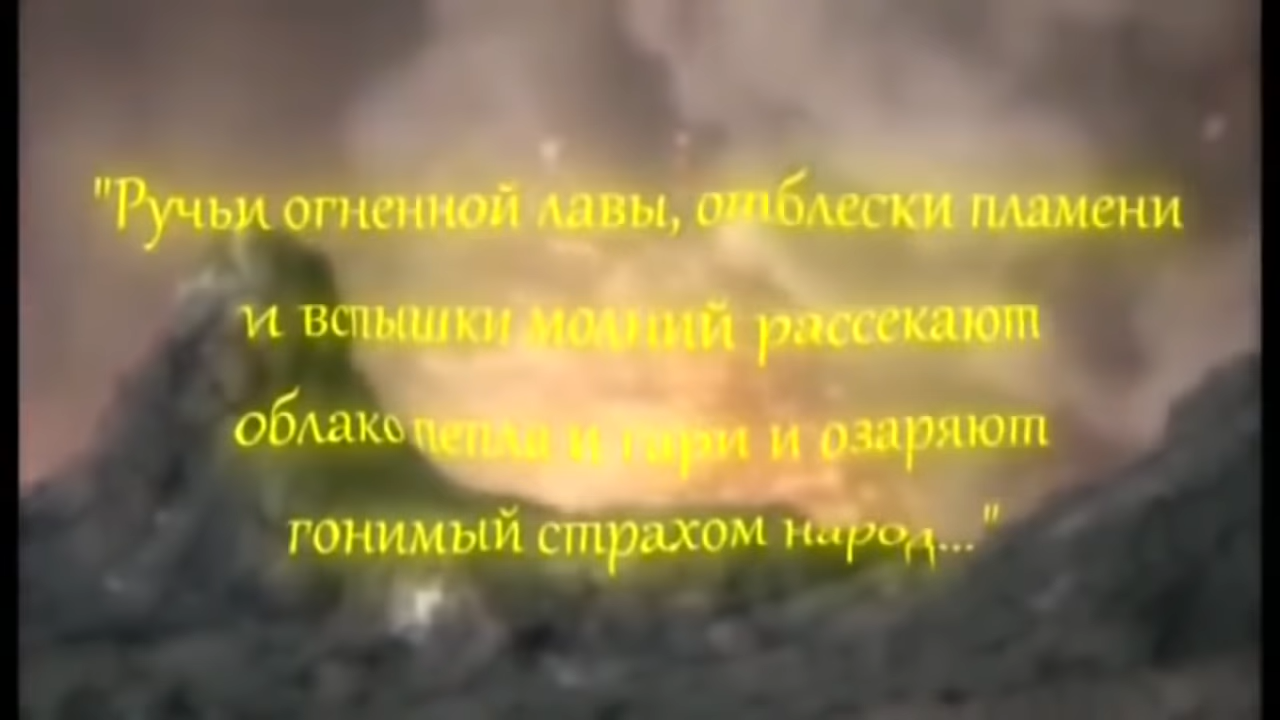 "Ручьи огненной лавы, отблески пламени
и вспышки молний рассекают
облако пепла и гари и озаряют
гонимый страхом народ..."